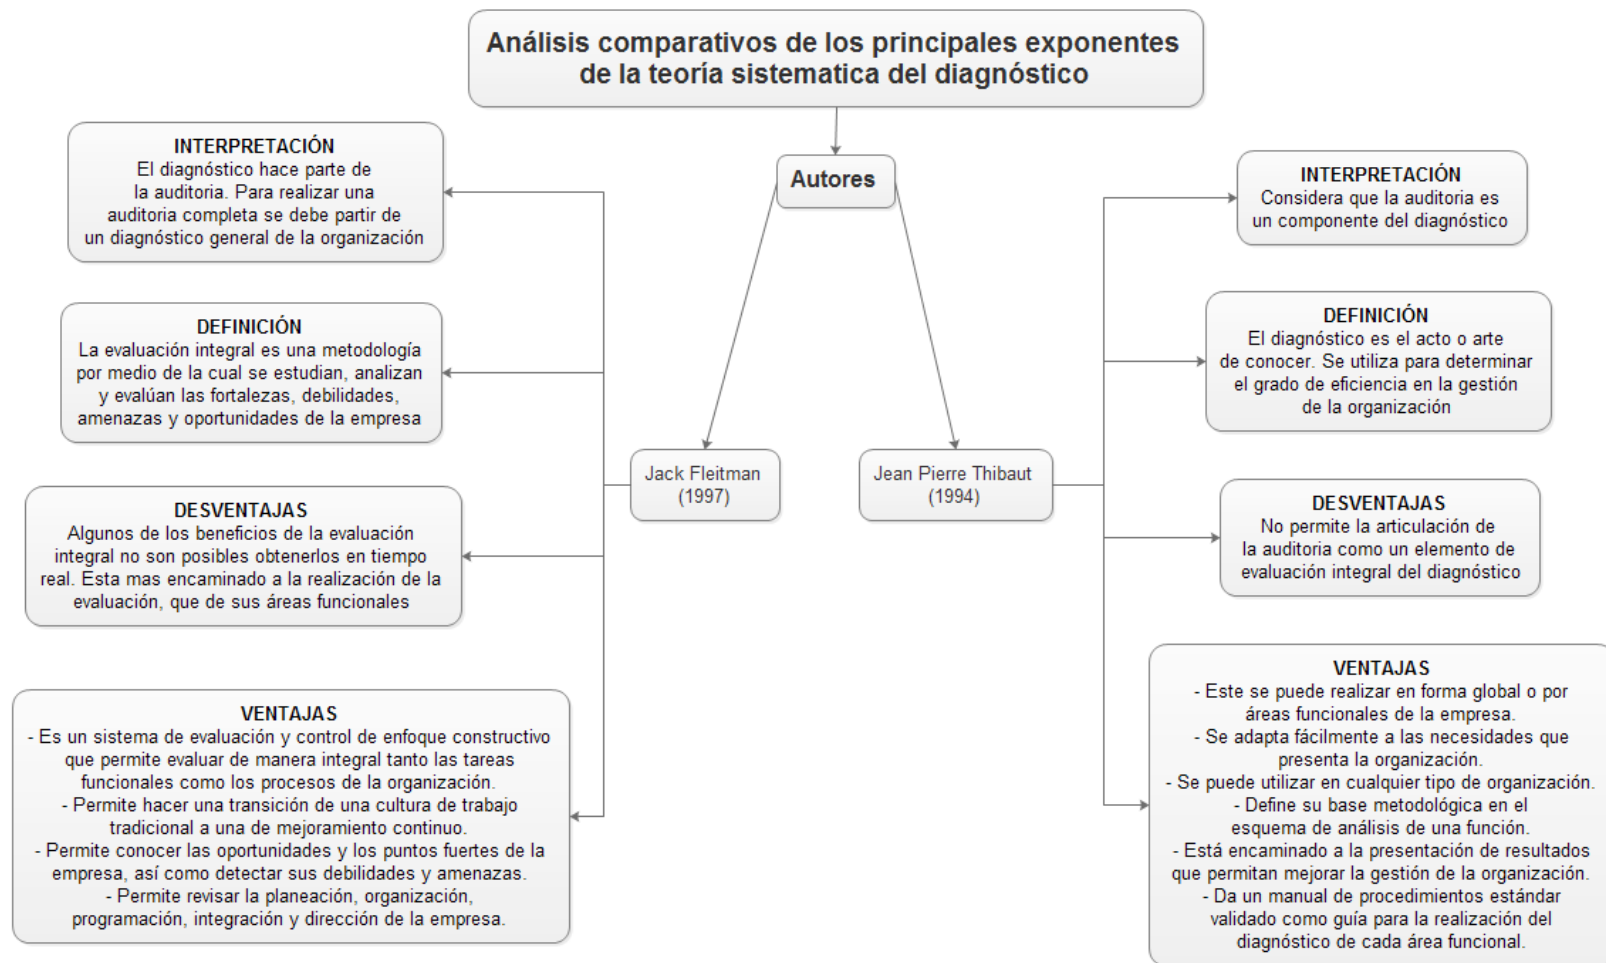 Análisis comparativos de los principales exponentes
de la teoría sistematica del diagnóstico
Autores
INTERPRETACIÓN
El diagnóstico hace parte de
la auditoria. Para realizar una
auditoria completa se debe partir de
un diagnóstico general de la organización
DEFINICIÓN
La evaluación integral es una metodología
por medio de la cual se estudian, analizan
y evalúan las fortalezas, debilidades,
amenazas y oportunidades de la empresa
Jack Fleitman
(1997)
DESVENTAJAS
Algunos de los beneficios de la evaluación
integral no son posibles obtenerlos en tiempo
real. Esta mas encaminado a la realización de la
evaluación, que de sus áreas funcionales
VENTAJAS
- Es un sistema de evaluación y control de enfoque constructivo
que permite evaluar de manera integral tanto las tareas
funcionales como los procesos de la organización.
- Permite hacer una transición de una cultura de trabajo
tradicional a una de mejoramiento continuo.
- Permite conocer las oportunidades y los puntos fuertes de la
empresa, así como detectar sus debilidades y amenazas.
- Permite revisar la planeación, organización,
programación, integración y dirección de la empresa.
INTERPRETACIÓN
Considera que la auditoria es
un componente del diagnóstico
DEFINICIÓN
El diagnóstico es el acto o arte
de conocer. Se utiliza para determinar
el grado de eficiencia en la gestión
de la organización
Jean Pierre Thibaut
(1994)
DESVENTAJAS
No permite la articulación de
la auditoria como un elemento de
evaluación integral del diagnóstico
VENTAJAS
- Este se puede realizar en forma global o por
áreas funcionales de la empresa.
- Se adapta fácilmente a las necesidades que
presenta la organización.
- Se puede utilizar en cualquier tipo de organización.
- Define su base metodológica en el
esquema de análisis de una función.
- Está encaminado a la presentación de resultados
que permitan mejorar la gestión de la organización.
- Da un manual de procedimientos estándar
validado como guía para la realización del
diagnóstico de cada área funcional.